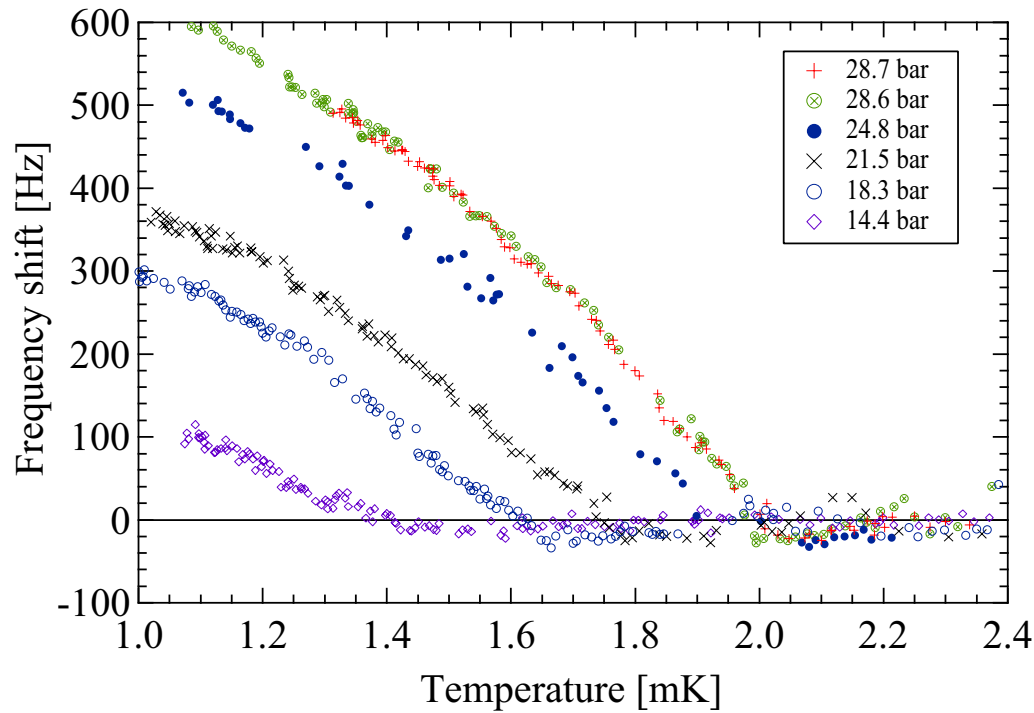 Frequency shift [Hz]
600
500
400
300
200
100
0
-100
28.7 bar
28.6 bar
24.8 bar
21.5 bar
18.3 bar
14.4 bar
1.0 1.2 1.4 1.6 1.8 2.0 2.2 2.4
Temperature [mK]